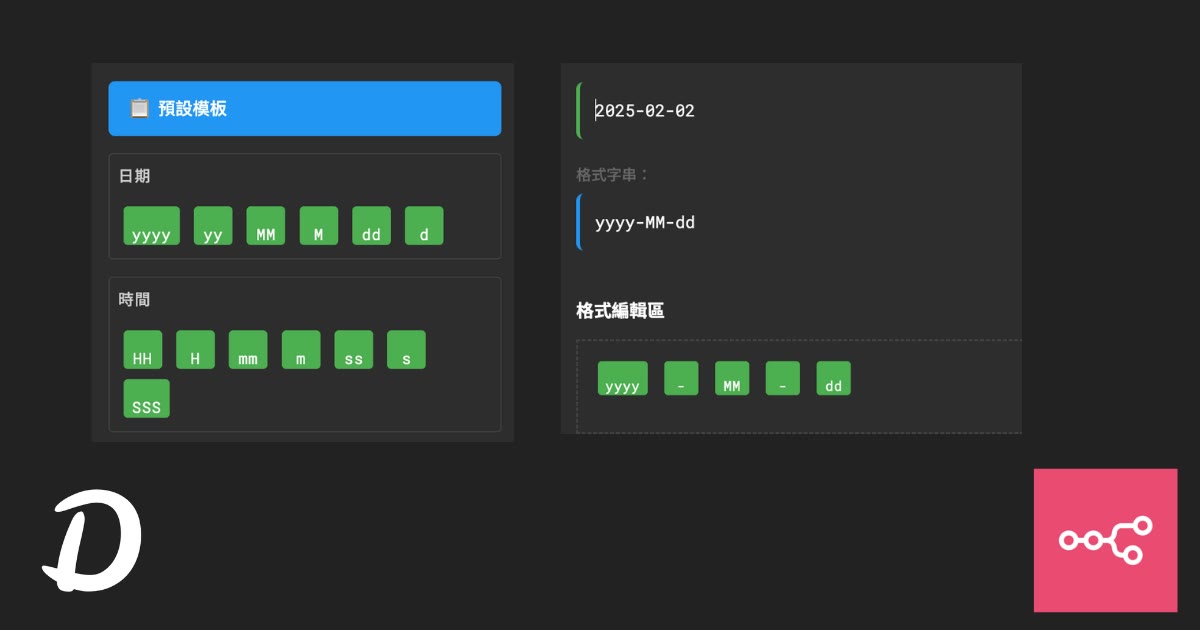 📋 預設模板
日期
yyyy yy MM M dd d
時間
HH H mm m ss s
SSS
2025-02-02
格式字串：
yyyy-MM-dd
格式編輯區
yyyy - MM - dd
D